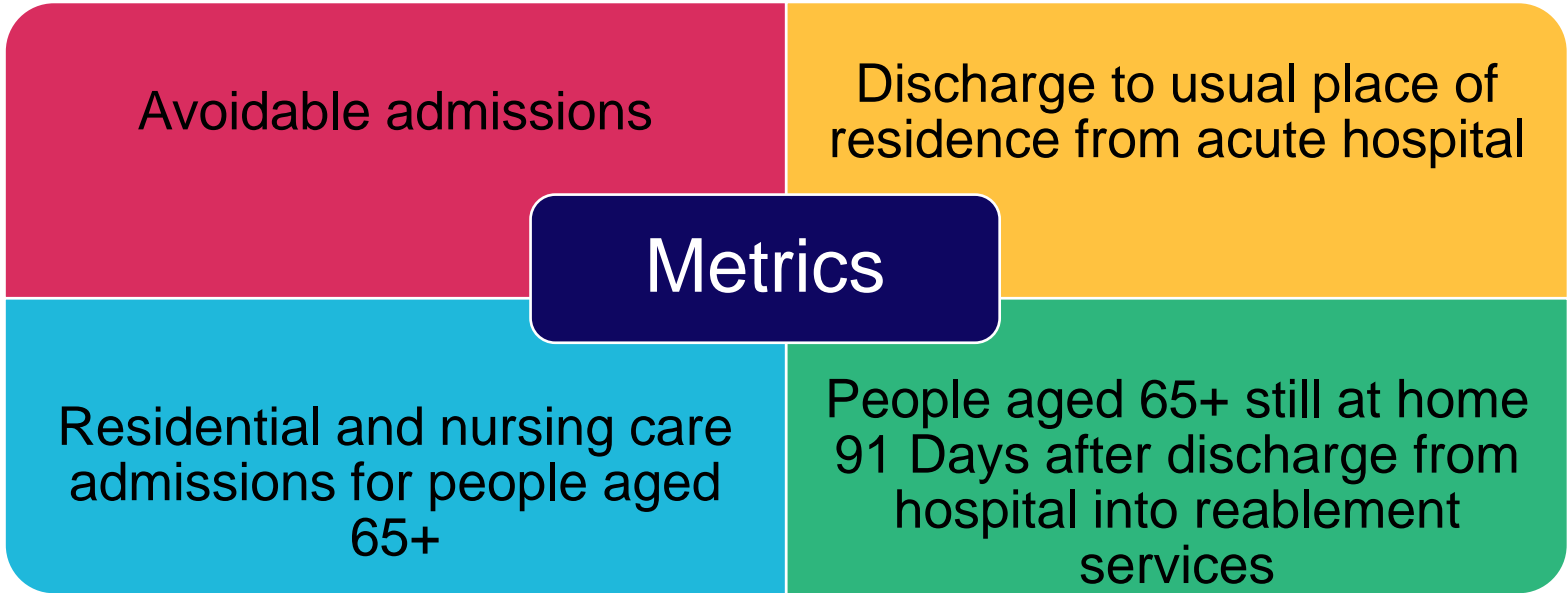 Avoidable admissions
Discharge to usual place of
residence from acute hospital
Metrics
Residential and nursing care
admissions for people aged
65+
People aged 65+ still at home
91 Days after discharge from
hospital into reablement
services